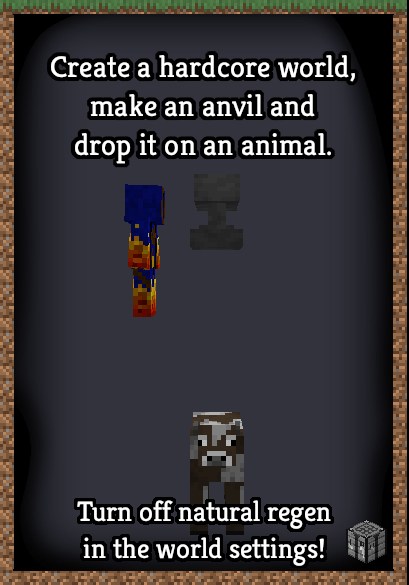 Create a hardcore world,
make an anvil and
drop it on an animal.
Turn off natural regen
in the world settings!